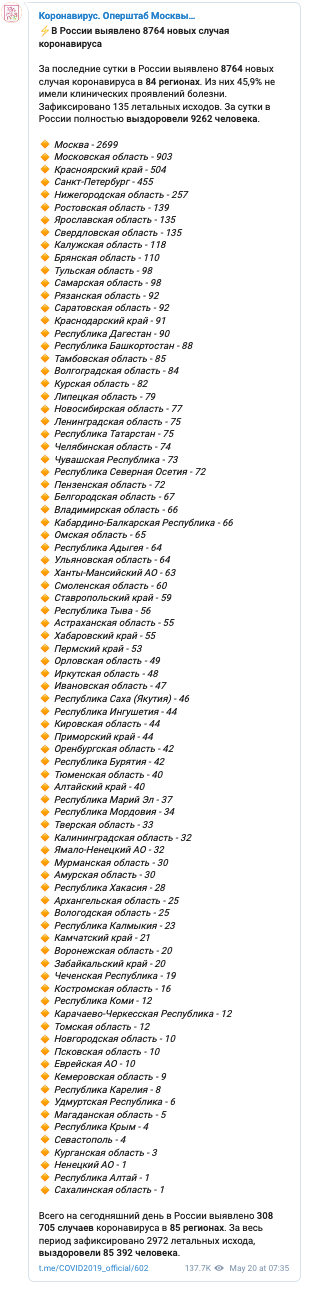 Коронавирус. Оперштаб Москвы…
⚡В России выявлено 8764 новых случая
коронавируса
За последние сутки в России выявлено 8764 новых
случая коронавируса в 84 регионах. Из них 45,9% не
имели клинических проявлений болезни.
Зафиксировано 135 летальных исходов. За сутки в
России полностью выздоровели 9262 человека.
🔸 Москва - 2699
🔸 Московская область - 903
🔸 Красноярский край - 504
🔸 Санкт-Петербург - 455
🔸 Нижегородская область - 257
🔸 Ростовская область - 139
🔸 Ярославская область - 135
🔸 Свердловская область - 135
🔸 Калужская область - 118
🔸 Брянская область - 110
🔸 Тульская область - 98
🔸 Самарская область - 98
🔸 Рязанская область - 92
🔸 Саратовская область - 92
🔸 Краснодарский край - 91
🔸 Республика Дагестан - 90
🔸 Республика Башкортостан - 88
🔸 Тамбовская область - 85
🔸 Волгоградская область - 84
🔸 Курская область - 82
🔸 Липецкая область - 79
🔸 Новосибирская область - 77
🔸 Ленинградская область - 75
🔸 Республика Татарстан - 75
🔸 Челябинская область - 74
🔸 Чувашская Республика - 73
🔸 Республика Северная Осетия - 72
🔸 Пензенская область - 72
🔸 Белгородская область - 67
🔸 Владимирская область - 66
🔸 Кабардино-Балкарская Республика - 66
🔸 Омская область - 65
🔸 Республика Адыгея - 64
🔸 Ульяновская область - 64
🔸 Ханты-Мансийский АО - 63
🔸 Смоленская область - 60
🔸 Ставропольский край - 59
🔸 Республика Тыва - 56
🔸 Астраханская область - 55
🔸 Хабаровский край - 55
🔸 Пермский край - 53
🔸 Орловская область - 49
🔸 Иркутская область - 48
🔸 Ивановская область - 47
🔸 Республика Саха (Якутия) - 46
🔸 Республика Ингушетия - 44
🔸 Кировская область - 44
🔸 Приморский край - 44
🔸 Оренбургская область - 42
🔸 Республика Бурятия - 42
🔸 Тюменская область - 40
🔸 Алтайский край - 40
🔸 Республика Марий Эл - 37
🔸 Республика Мордовия - 34
🔸 Тверская область - 33
🔸 Калининградская область - 32
🔸 Ямало-Ненецкий АО - 32
🔸 Мурманская область - 30
🔸 Амурская область - 30
🔸 Республика Хакасия - 28
🔸 Архангельская область - 25
🔸 Вологодская область - 25
🔸 Республика Калмыкия - 23
🔸 Камчатский край - 21
🔸 Воронежская область - 20
🔸 Забайкальский край - 20
🔸 Чеченская Республика - 19
🔸 Костромская область - 16
🔸 Республика Коми - 12
🔸 Карачаево-Черкесская Республика - 12
🔸 Томская область - 12
🔸 Новгородская область - 10
🔸 Псковская область - 10
🔸 Еврейская АО - 10
🔸 Кемеровская область - 9
🔸 Республика Карелия - 8
🔸 Удмуртская Республика - 6
🔸 Магаданская область - 5
🔸 Республика Крым - 4
🔸 Севастополь - 4
🔸 Курганская область - 3
🔸 Ненецкий АО - 1
🔸 Республика Алтай - 1
🔸 Сахалинская область - 1
Всего на сегодняшний день в России выявлено 308
705 случаев коронавируса в 85 регионах. За весь
период зафиксировано 2972 летальных исхода,
выздоровели 85 392 человека.
t.me/COVID2019_official/602 137.7K May 20 at 07:35